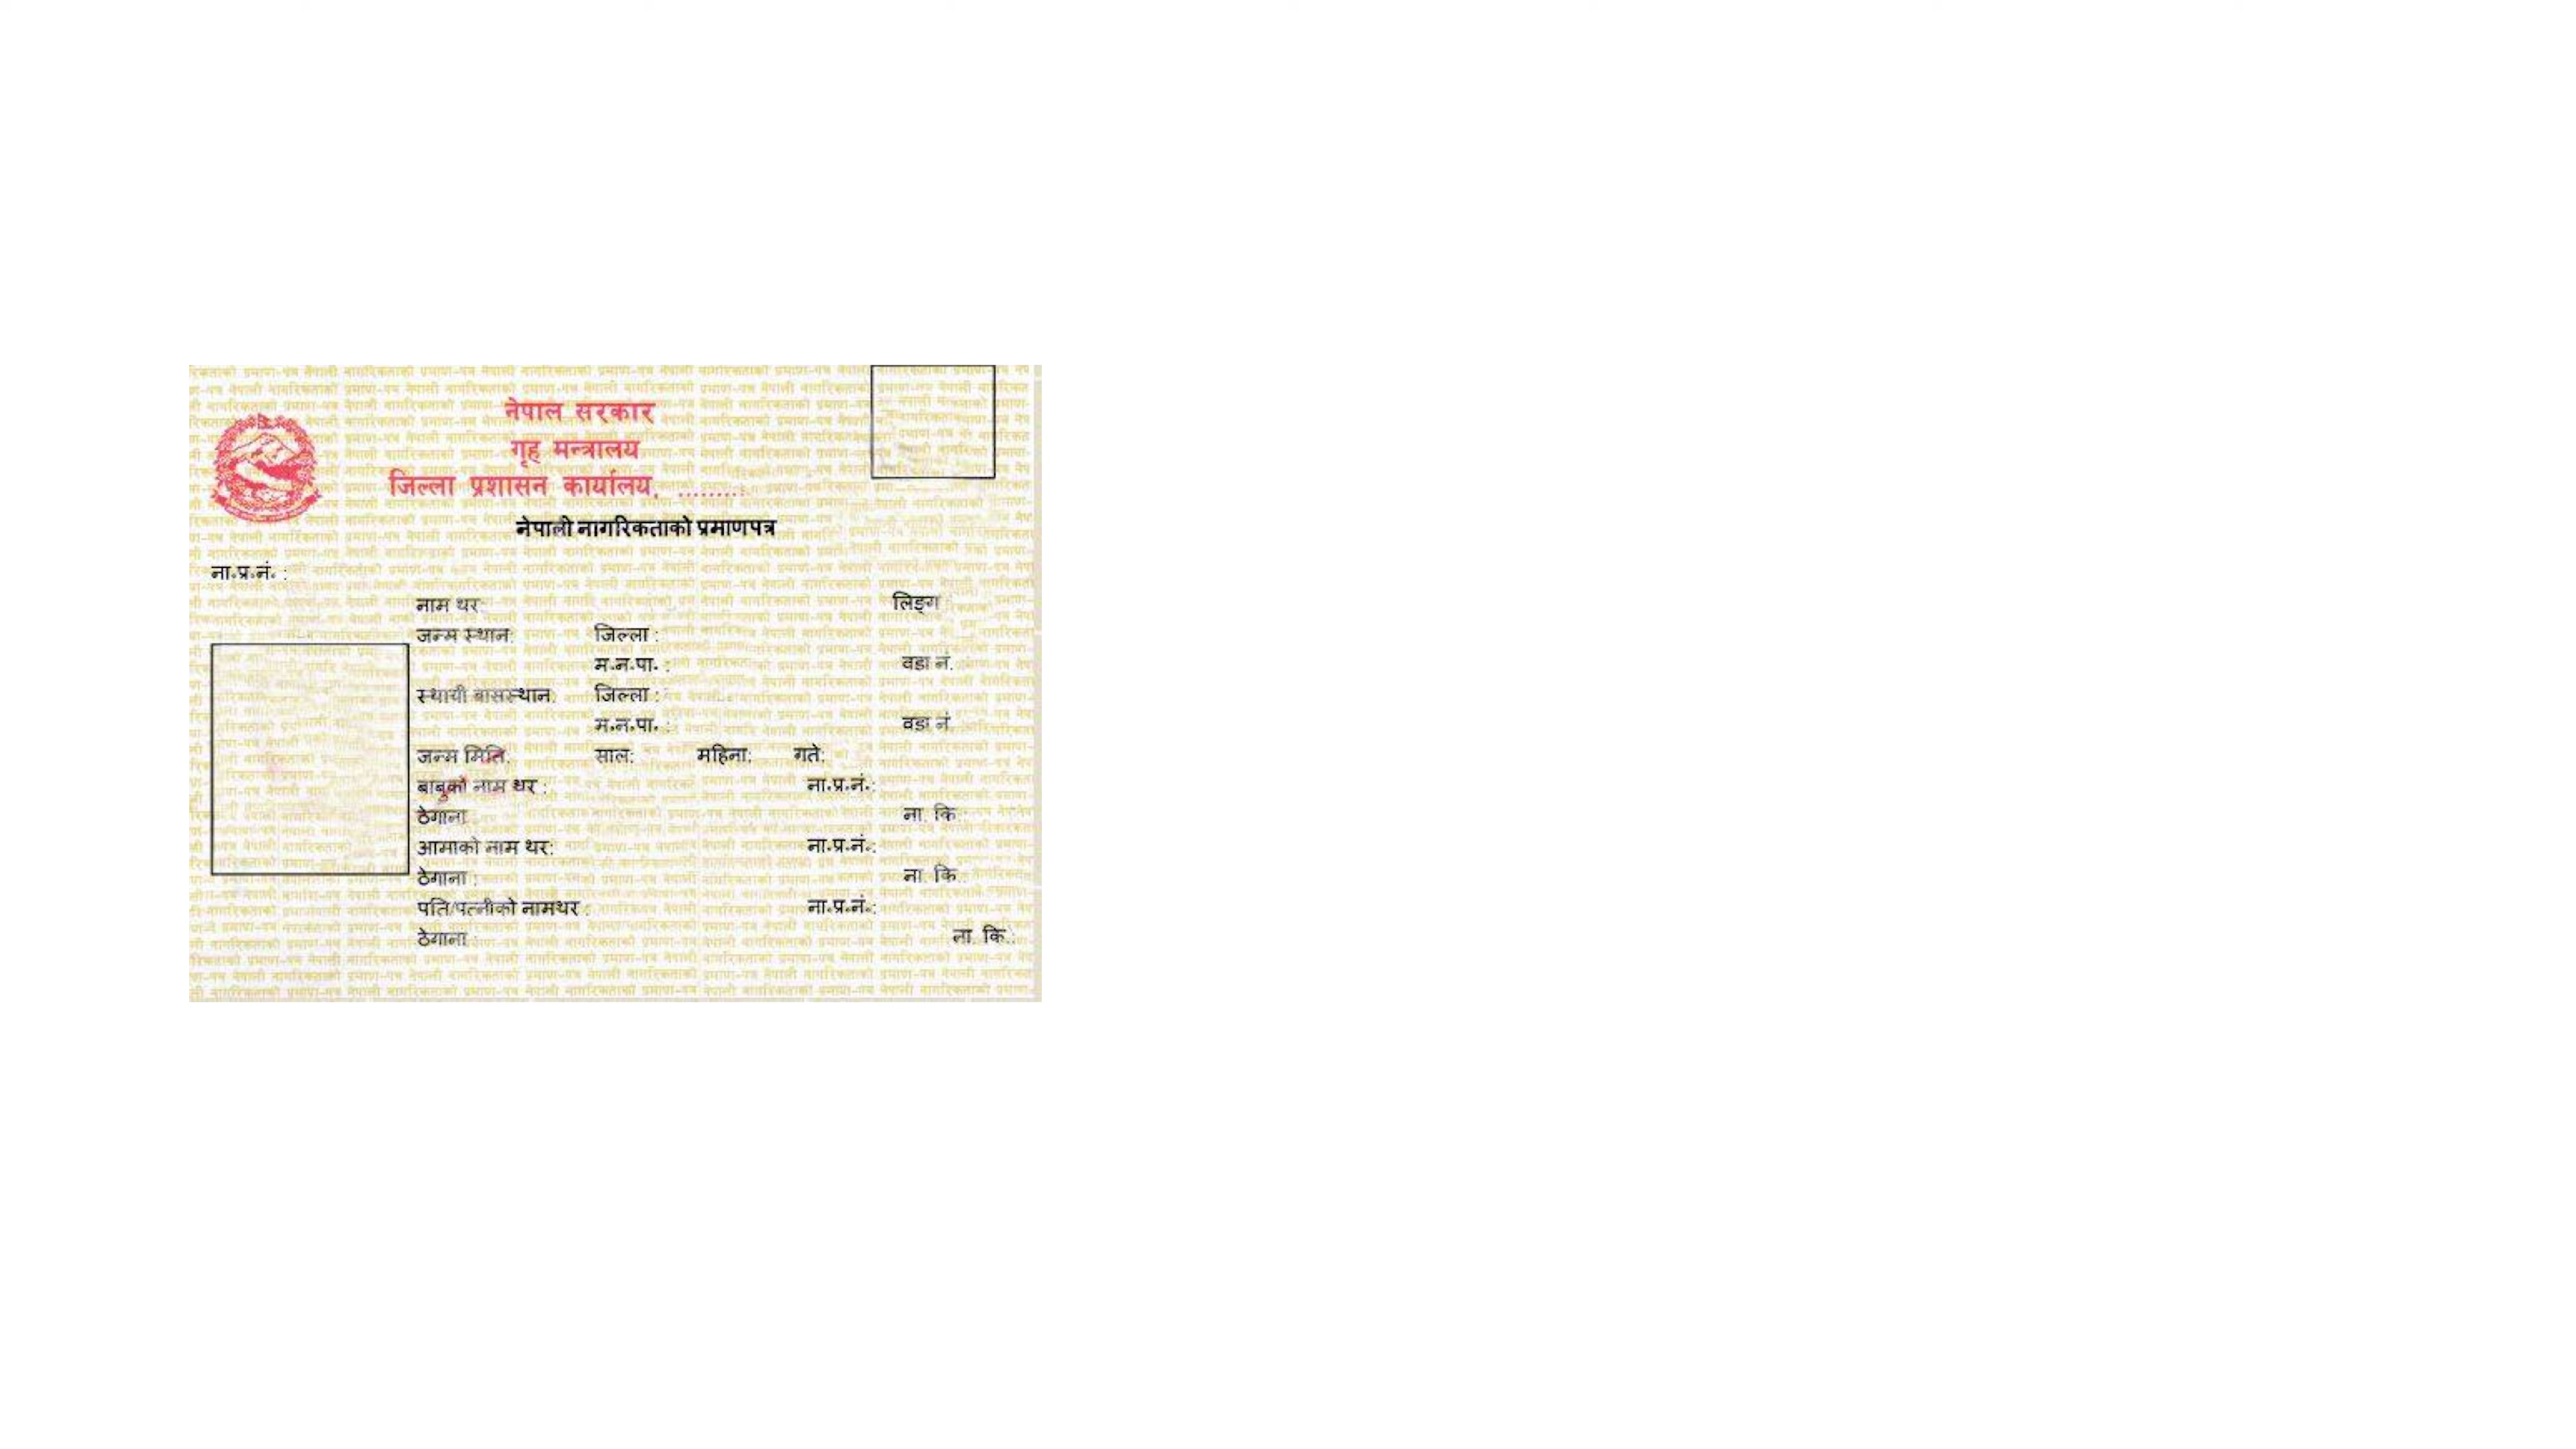 नेपाल सरकार
गृह मन्त्रालय
जिल्ला प्रशासन कार्यालय, .........
नेपाली नागरिकताको प्रमाणपत्र
ना.प्र.नं. :
नाम थर: लिङ्ग :
जन्म स्थान: जिल्ला :
म.न.पा. : वडा नं.
स्थायी बासस्थान: जिल्ला :
म.न.पा. : वडा नं.
जन्म मिति: साल: महिना: गते:
बाबुको नाम थर : ना.प्र.नं.:
ठेगाना ना. कि.:
आमाको नाम थर: ना.प्र.नं.:
ठेगाना : ना. कि.:
पति/पत्नीको नामथर : ना.प्र.नं.:
ठेगाना : ना. कि.: